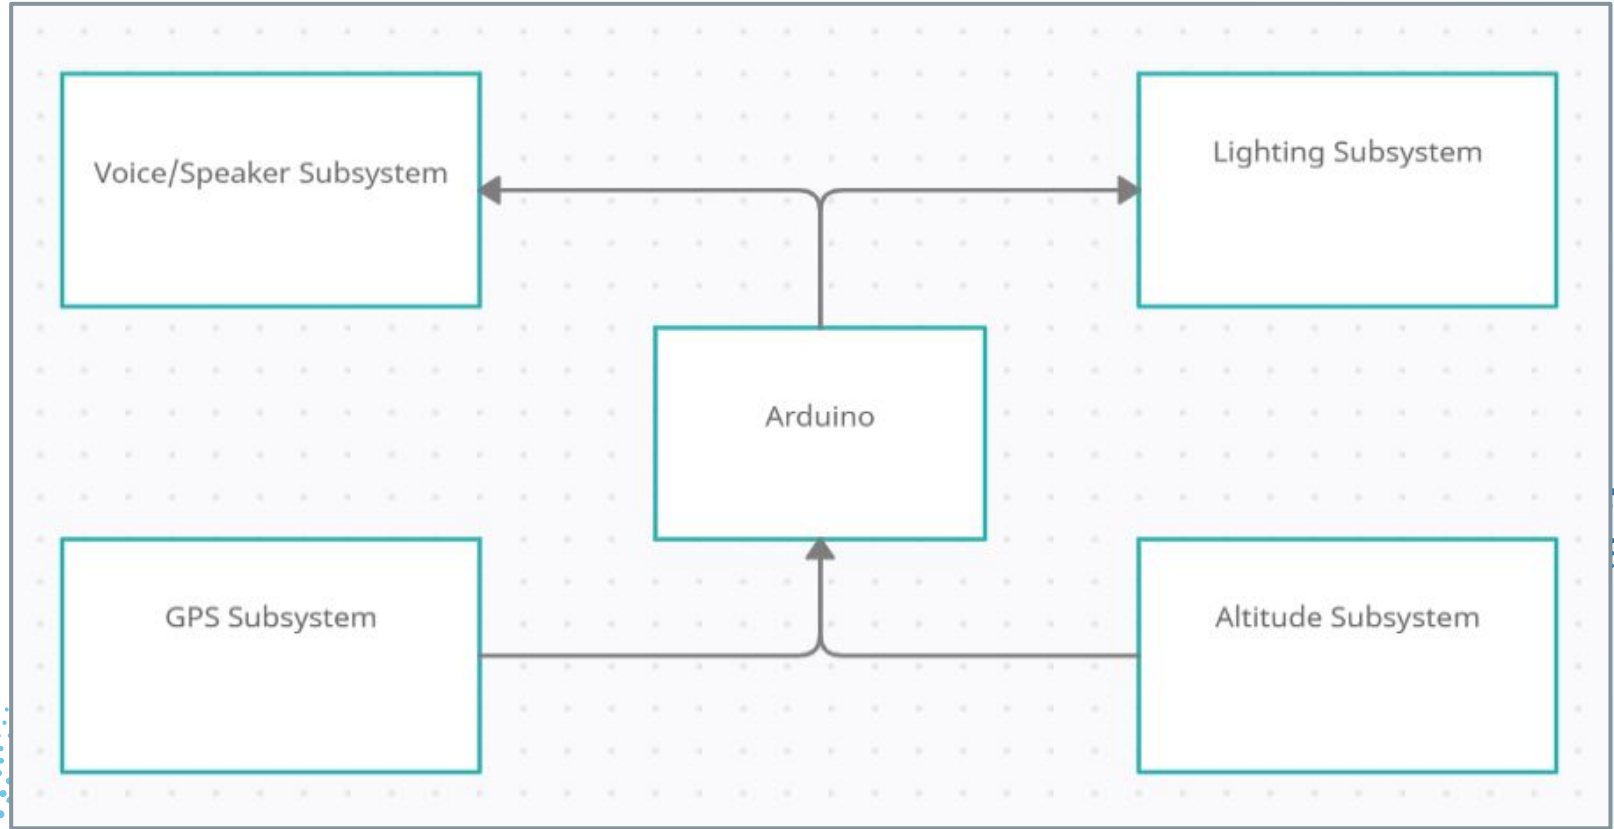 Voice/Speaker Subsystem
Lighting Subsystem
Arduino
GPS Subsystem
Altitude Subsystem